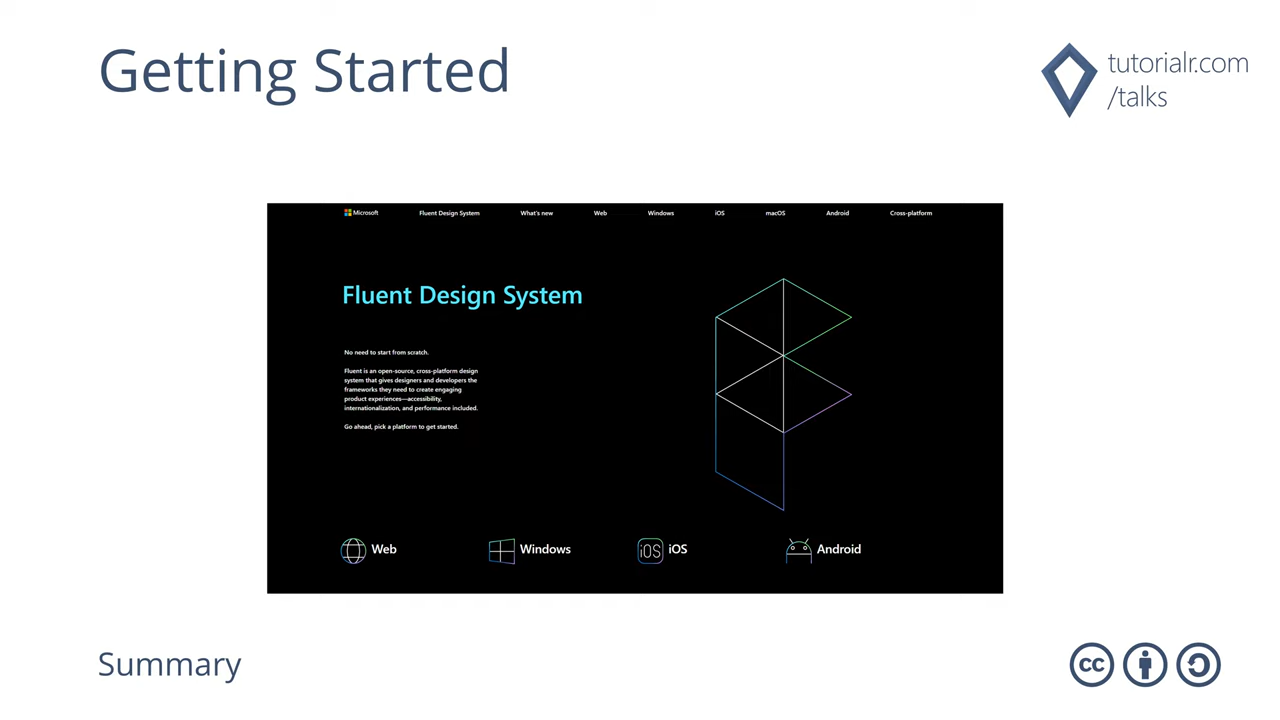 Getting Started
tutorialr.com
/talks
Microsoft
Fluent Design System
What's new
Web
Windows
iOS
macOS
Android
Cross-platform
Fluent Design System
No need to start from scratch.
Fluent is an open-source, cross-platform design
system that gives designers and developers the
frameworks they need to create engaging
product experiences—accessibility,
internationalization, and performance included.
Go ahead, pick a platform to get started.
Web
Windows
iOS
iOS
Android
Summary
cc